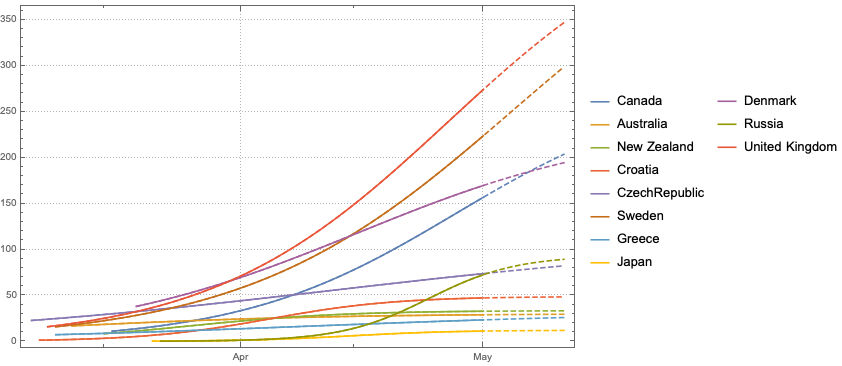 350
300
250
200
150
100
50
0
Apr
May
Canada
Australia
New Zealand
Croatia
CzechRepublic
Sweden
Greece
Japan
Denmark
Russia
United Kingdom